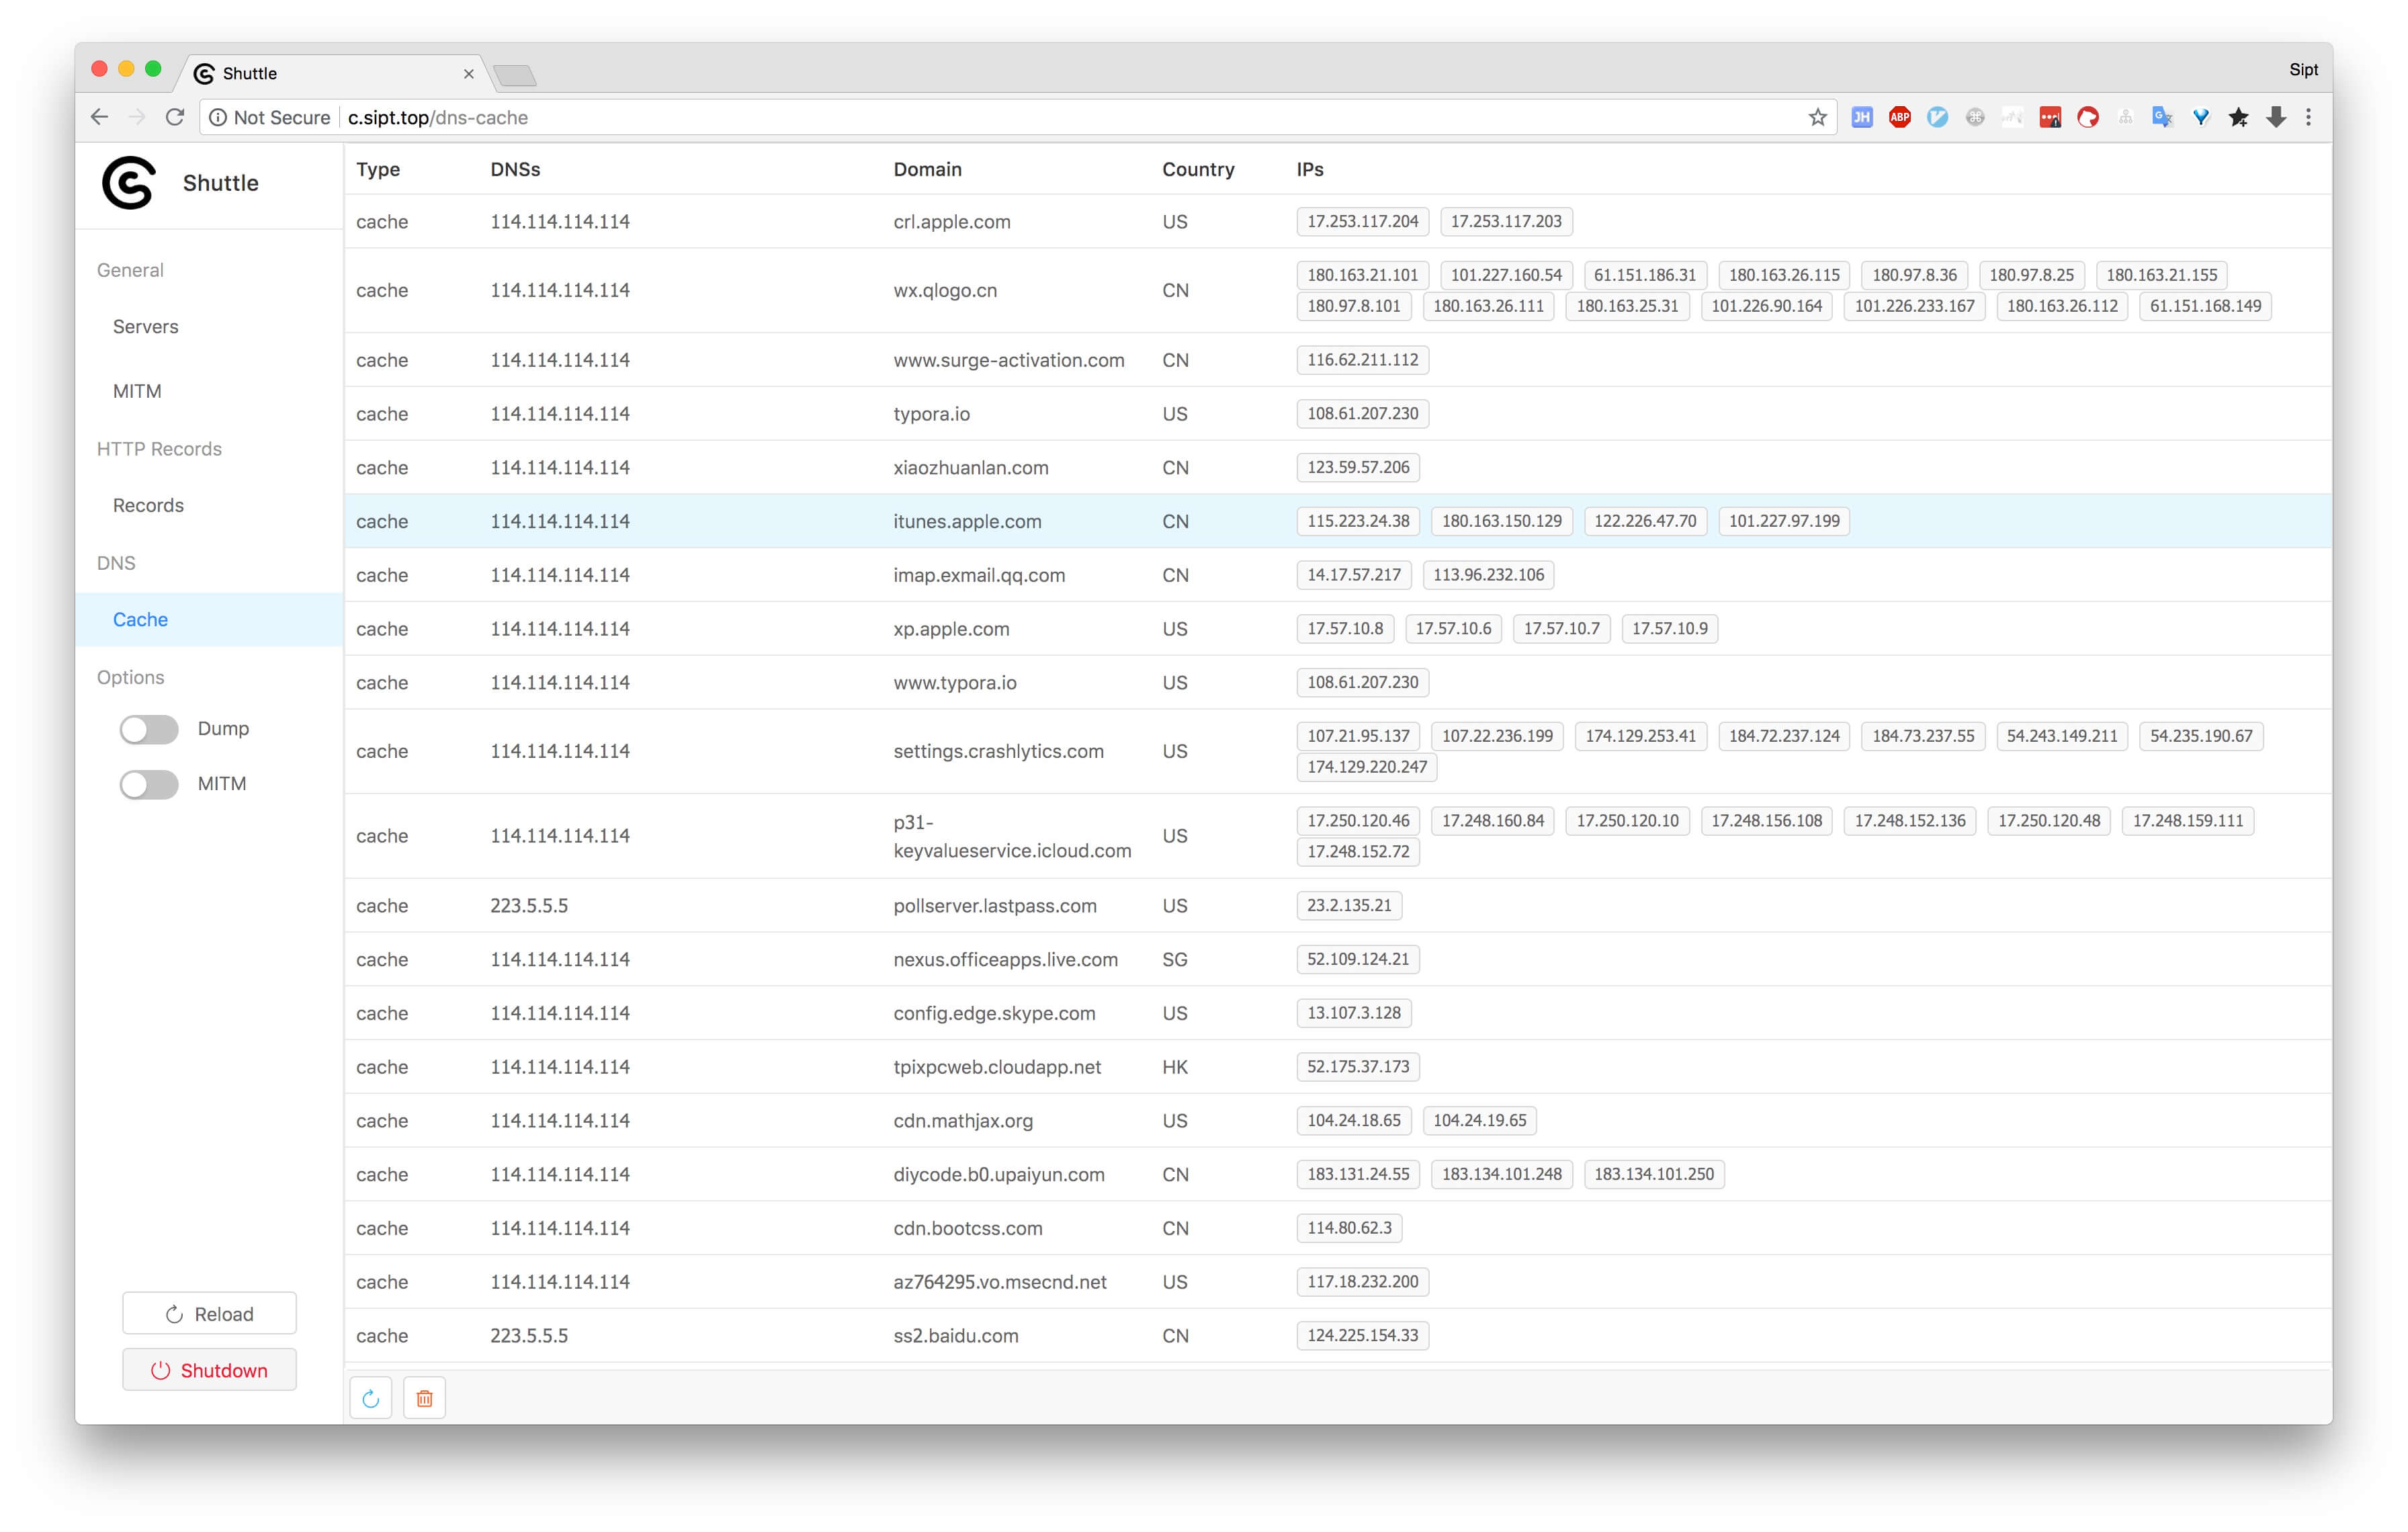 Shuttle
Sipt
Not Secure c.sipt.top/dns-cache
JH ABP
Shuttle
General
Servers
MITM
HTTP Records
Records
DNS
Cache
Options
Dump
MITM
Reload
Shutdown
Type DNSs Domain Country IPs
cache 114.114.114.114 crl.apple.com US 17.253.117.204 17.253.117.203
cache 114.114.114.114 wx.qlogo.cn CN 180.163.21.101 101.227.160.54 61.151.186.31 180.163.26.115 180.97.8.36 180.97.8.25 180.163.21.155
180.97.8.101 180.163.26.111 180.163.25.31 101.226.90.164 101.226.233.167 180.163.26.112 61.151.168.149
cache 114.114.114.114 www.surge-activation.com CN 116.62.211.112
cache 114.114.114.114 typora.io US 108.61.207.230
cache 114.114.114.114 xiaozhuanlan.com CN 123.59.57.206
cache 114.114.114.114 itunes.apple.com CN 115.223.24.38 180.163.150.129 122.226.47.70 101.227.97.199
cache 114.114.114.114 imap.exmail.qq.com CN 14.17.57.217 113.96.232.106
cache 114.114.114.114 xp.apple.com US 17.57.10.8 17.57.10.6 17.57.10.7 17.57.10.9
cache 114.114.114.114 www.typora.io US 108.61.207.230
cache 114.114.114.114 settings.crashlytics.com US 107.21.95.137 107.22.236.199 174.129.253.41 184.72.237.124 184.73.237.55 54.243.149.211 54.235.190.67
174.129.220.247
cache 114.114.114.114 p31-
keyvalueservice.icloud.com US 17.250.120.46 17.248.160.84 17.250.120.10 17.248.156.108 17.248.152.136 17.250.120.48 17.248.159.111
17.248.152.72
cache 223.5.5.5 pollserver.lastpass.com US 23.2.135.21
cache 114.114.114.114 nexus.officeapps.live.com SG 52.109.124.21
cache 114.114.114.114 config.edge.skype.com US 13.107.3.128
cache 114.114.114.114 tpixpcweb.cloudapp.net HK 52.175.37.173
cache 114.114.114.114 cdn.mathjax.org US 104.24.18.65 104.24.19.65
cache 114.114.114.114 diycode.b0.upaiyun.com CN 183.131.24.55 183.134.101.248 183.134.101.250
cache 114.114.114.114 cdn.bootcss.com CN 114.80.62.3
cache 114.114.114.114 az764295.vo.msecnd.net US 117.18.232.200
cache 223.5.5.5 ss2.baidu.com CN 124.225.154.33